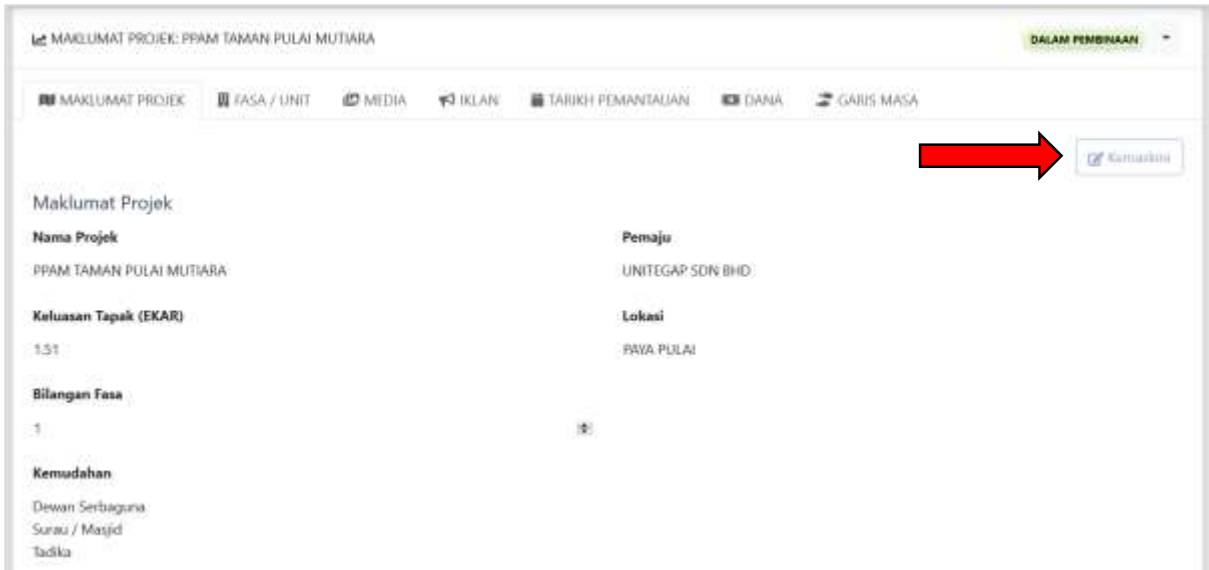 MAKLUMAT PROJEK: PPAM TAMAN PULAI MUTIARA
DALAM PEMBINAAN
MAKLUMAT PROJEK FASA / UNIT MEDIA IKLAN TARIKH PEMANTAUAN DANA GARIS MASA
Kemaskini
Maklumat Projek
Nama Projek Pemaju
PPAM TAMAN PULAI MUTIARA UNITEGAP SDN BHD
Keluasan Tapak (EKAR) Lokasi
1.51 PAYA PULAI
Bilangan Fasa
1
Kemudahan
Dewan Serbaguna
Surau / Masjid
Tadika